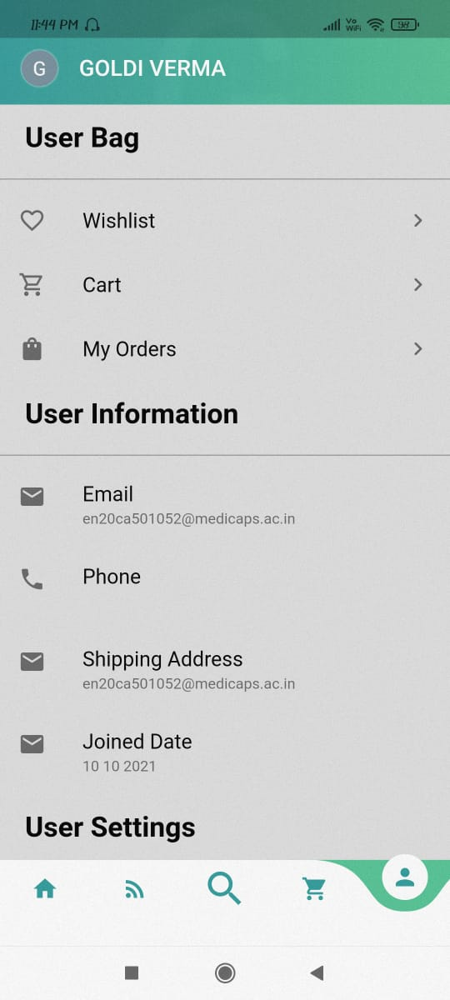 11:44 PM
Vo
WiFi
98
G
GOLDI VERMA
User Bag
Wishlist
Cart
My Orders
User Information
Email
en20ca501052@medicaps.ac.in
Phone
Shipping Address
en20ca501052@medicaps.ac.in
Joined Date
10 10 2021
User Settings